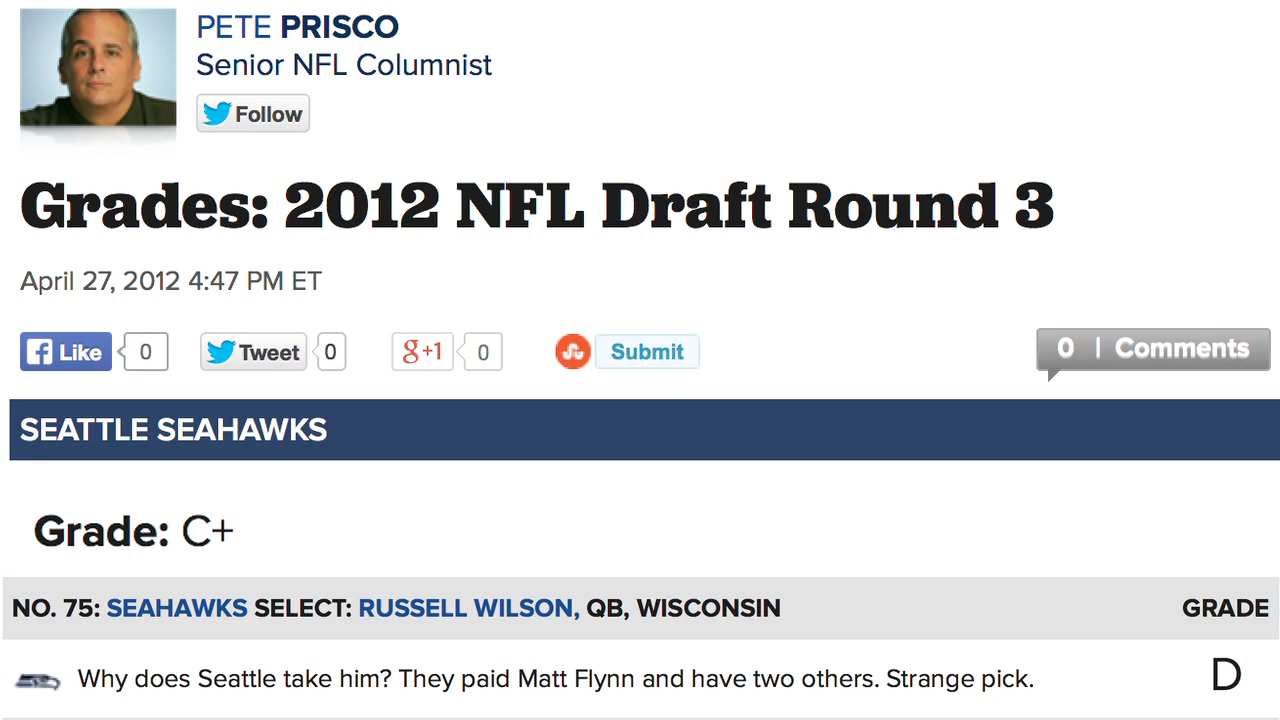 PETE PRISCO
Senior NFL Columnist
Follow
Grades: 2012 NFL Draft Round 3
April 27, 2012 4:47 PM ET
Like 0 Tweet 0 g+1 0 Submit 0 | Comments
SEATTLE SEAHAWKS
Grade: C+
NO. 75: SEAHAWKS SELECT: RUSSELL WILSON, QB, WISCONSIN GRADE
Why does Seattle take him? They paid Matt Flynn and have two others. Strange pick. D